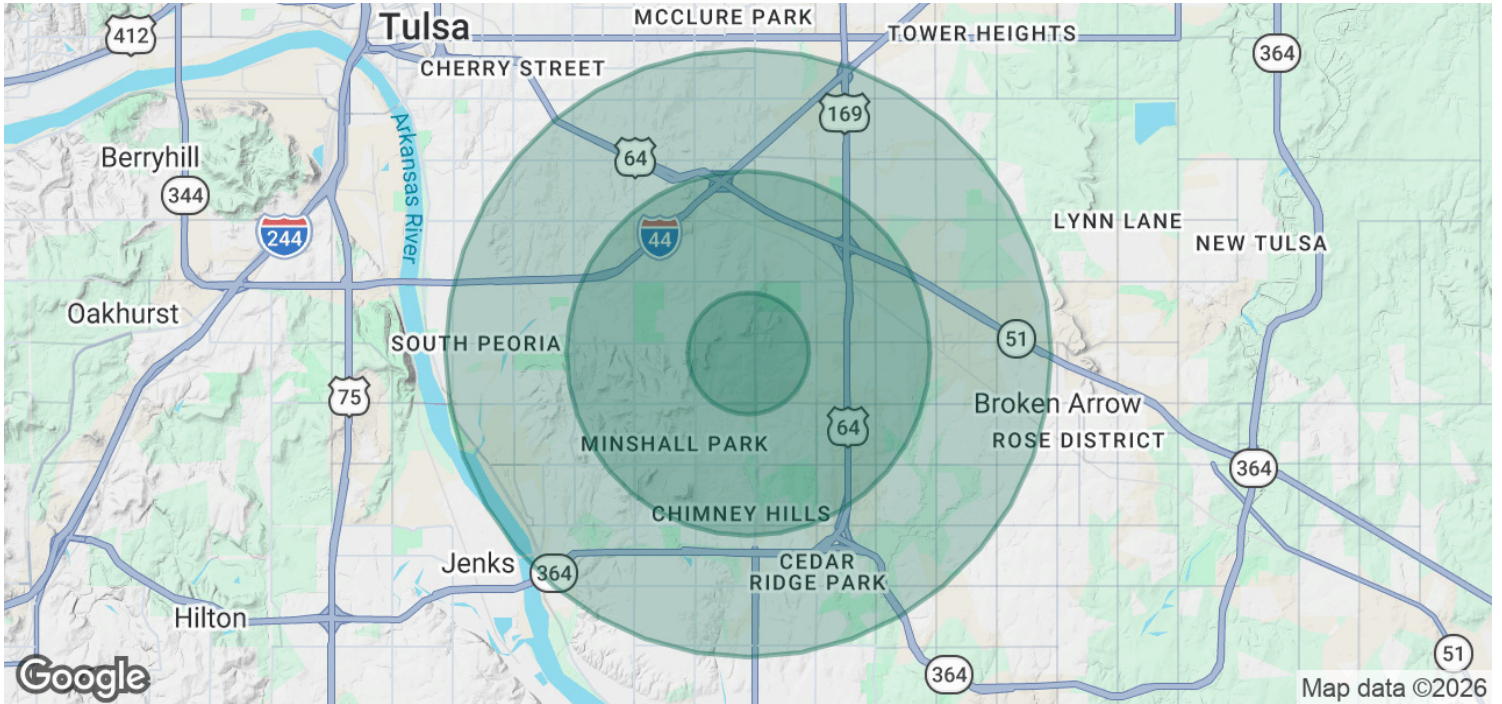 MCCLURE PARK
412
Tulsa
TOWER HEIGHTS
364
CHERRY STREET
169
Arkansas River
Berryhill
64
344
LYNN LANE
244
44
NEW TULSA
Oakhurst
SOUTH PEORIA
51
75
Broken Arrow
64
ROSE DISTRICT
MINSHALL PARK
364
CHIMNEY HILLS
Jenks
364
CEDAR
RIDGE PARK
Hilton
51
364
Google
Map data ©2026